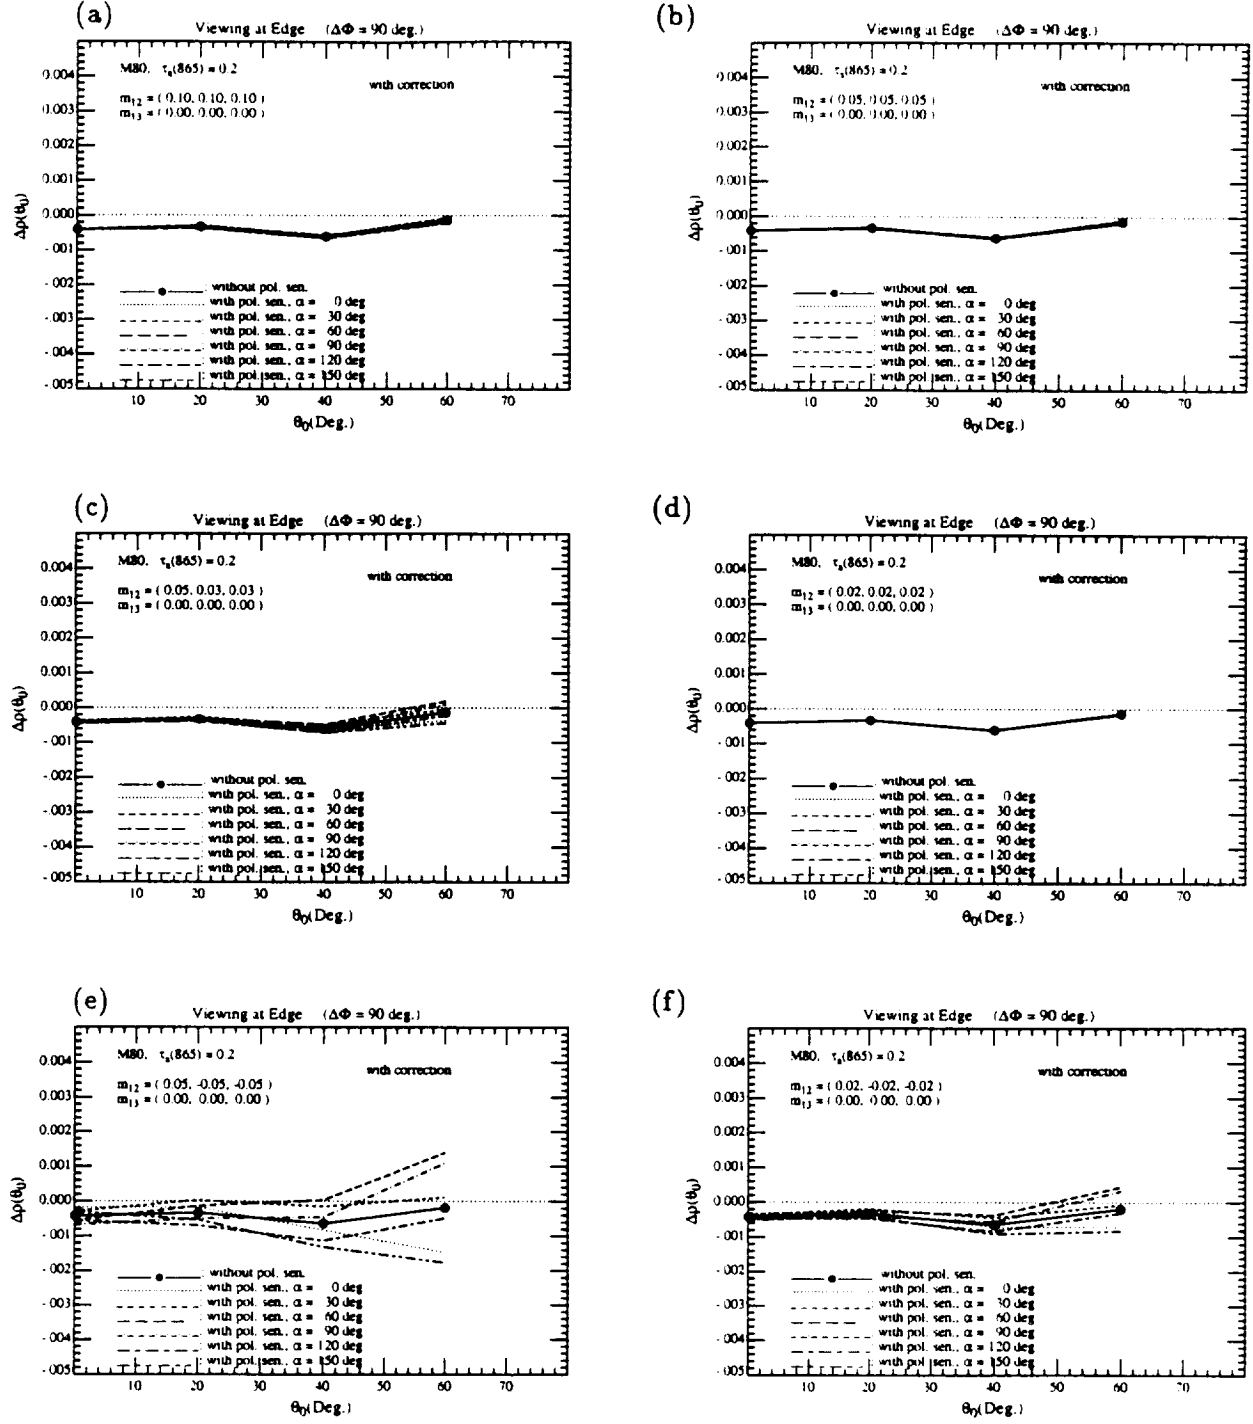 (a)
Viewing at Edge (ΔΦ = 90 deg.)
M80, τa(865) = 0.2
with correction
m12 = ( 0.10, 0.10, 0.10 )
m13 = ( 0.00, 0.00, 0.00 )
0.004
0.003
0.002
0.001
0.000
-.001
-.002
-.003
-.004
-.005
Δρ(θ0)
without pol. sen.
with pol. sen., α = 0 deg
with pol. sen., α = 30 deg
with pol. sen., α = 60 deg
with pol. sen., α = 90 deg
with pol. sen., α = 120 deg
with pol. sen., α = 150 deg
10 20 30 40 50 60 70
θ0(Deg.)
(b)
Viewing at Edge (ΔΦ = 90 deg.)
M80, τa(865) = 0.2
with correction
m12 = ( 0.05, 0.05, 0.05 )
m13 = ( 0.00, 0.00, 0.00 )
0.004
0.003
0.002
0.001
0.000
-.001
-.002
-.003
-.004
-.005
Δρ(θ0)
without pol. sen.
with pol. sen., α = 0 deg
with pol. sen., α = 30 deg
with pol. sen., α = 60 deg
with pol. sen., α = 90 deg
with pol. sen., α = 120 deg
with pol. sen., α = 150 deg
10 20 30 40 50 60 70
θ0(Deg.)
(c)
Viewing at Edge (ΔΦ = 90 deg.)
M80, τa(865) = 0.2
with correction
m12 = ( 0.05, 0.03, 0.03 )
m13 = ( 0.00, 0.00, 0.00 )
0.004
0.003
0.002
0.001
0.000
-.001
-.002
-.003
-.004
-.005
Δρ(θ0)
without pol. sen.
with pol. sen., α = 0 deg
with pol. sen., α = 30 deg
with pol. sen., α = 60 deg
with pol. sen., α = 90 deg
with pol. sen., α = 120 deg
with pol. sen., α = 150 deg
10 20 30 40 50 60 70
θ0(Deg.)
(d)
Viewing at Edge (ΔΦ = 90 deg.)
M80, τa(865) = 0.2
with correction
m12 = ( 0.02, 0.02, 0.02 )
m13 = ( 0.00, 0.00, 0.00 )
0.004
0.003
0.002
0.001
0.000
-.001
-.002
-.003
-.004
-.005
Δρ(θ0)
without pol. sen.
with pol. sen., α = 0 deg
with pol. sen., α = 30 deg
with pol. sen., α = 60 deg
with pol. sen., α = 90 deg
with pol. sen., α = 120 deg
with pol. sen., α = 150 deg
10 20 30 40 50 60 70
θ0(Deg.)
(e)
Viewing at Edge (ΔΦ = 90 deg.)
M80, τa(865) = 0.2
with correction
m12 = ( 0.05, -0.05, -0.05 )
m13 = ( 0.00, 0.00, 0.00 )
0.004
0.003
0.002
0.001
0.000
-.001
-.002
-.003
-.004
-.005
Δρ(θ0)
without pol. sen.
with pol. sen., α = 0 deg
with pol. sen., α = 30 deg
with pol. sen., α = 60 deg
with pol. sen., α = 90 deg
with pol. sen., α = 120 deg
with pol. sen., α = 150 deg
10 20 30 40 50 60 70
θ0(Deg.)
(f)
Viewing at Edge (ΔΦ = 90 deg.)
M80, τa(865) = 0.2
with correction
m12 = ( 0.02, -0.02, -0.02 )
m13 = ( 0.00, 0.00, 0.00 )
0.004
0.003
0.002
0.001
0.000
-.001
-.002
-.003
-.004
-.005
Δρ(θ0)
without pol. sen.
with pol. sen., α = 0 deg
with pol. sen., α = 30 deg
with pol. sen., α = 60 deg
with pol. sen., α = 90 deg
with pol. sen., α = 120 deg
with pol. sen., α = 150 deg
10 20 30 40 50 60 70
θ0(Deg.)